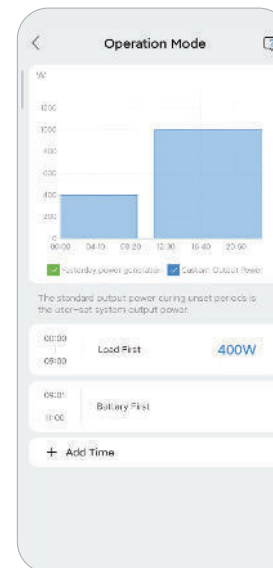 Operation Mode
W
1200
1000
800
600
400
200
0
00:00 04:10 08:20 12:30 16:40 20:50
Yesterday power generation Custom Output Power
The standard output power during unset periods is
the user-set system output power.
00:00
Load First 400W
09:00
09:01
Battery First
11:00
+ Add Time